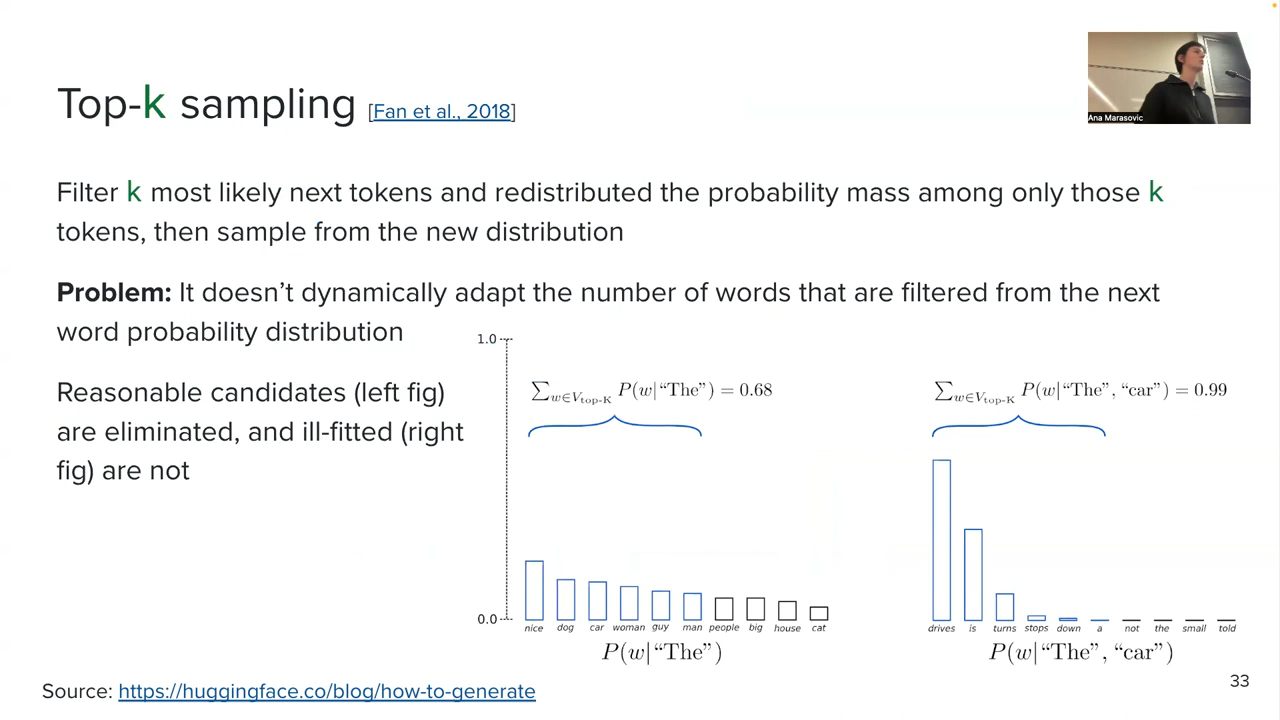 Top-k sampling [Fan et al., 2018]
Ana Marasovic
Filter k most likely next tokens and redistributed the probability mass among only those k
tokens, then sample from the new distribution
Problem: It doesn’t dynamically adapt the number of words that are filtered from the next
word probability distribution
Reasonable candidates (left fig)
are eliminated, and ill-fitted (right
fig) are not
1.0
∑w∈Vtop-K P(w|“The”) = 0.68
∑w∈Vtop-K P(w|“The”, “car”) = 0.99
0.0
nice dog car woman guy man people big house cat
drives is turns stops down a not the small told
P(w|“The”)
P(w|“The”, “car”)
Source: https://huggingface.co/blog/how-to-generate
33